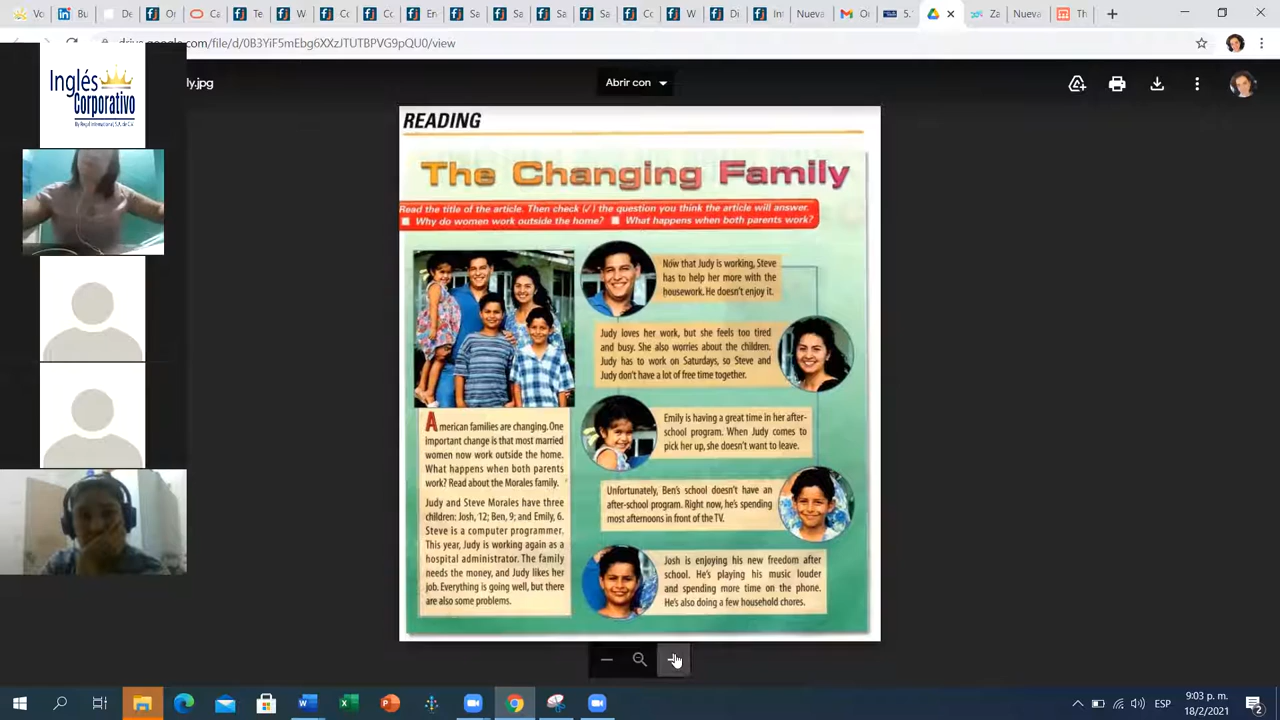 5.
Nueva
Nueva
drive.google.com/file/d/0B3YiF5mEbg6XXzJTUTBPVG9pQU0/view
ly.jpg
Abrir con
Inglés
Corporativo
READING
The Changing Family
Read the title of the article. Then check (✓) the question you think the article will answer.
Why do women work outside the home? What happens when both parents work?
Now that Judy is working, Steve
has to help her more with the
housework. He doesn't enjoy it.
Judy loves her work, but she feels too tired
and busy. She also worries about the children.
Judy has to work on Saturdays, so Steve and
Judy don't have a lot of free time together.
Emily is having a great time in her after-
school program. When Judy comes to
pick her up, she doesn't want to leave.
Unfortunately, Ben's school doesn't have an
after-school program. Right now, he's spending
most afternoons in front of the TV.
Josh is enjoying his new freedom after
school. He's playing his music louder
and spending more time on the phone.
He's also doing a few household chores.
American families are changing. One
important change is that most married
women now work outside the home.
What happens when both parents
work? Read about the Morales family.
Judy and Steve Morales have three
children: Josh, 12; Ben, 9; and Emily, 6.
Steve is a computer programmer.
This year, Judy is working again as a
hospital administrator. The family
needs the money, and Judy likes her
job. Everything is going well, but there
are also some problems.
ESP
9:03 p. m.
18/2/2021
2